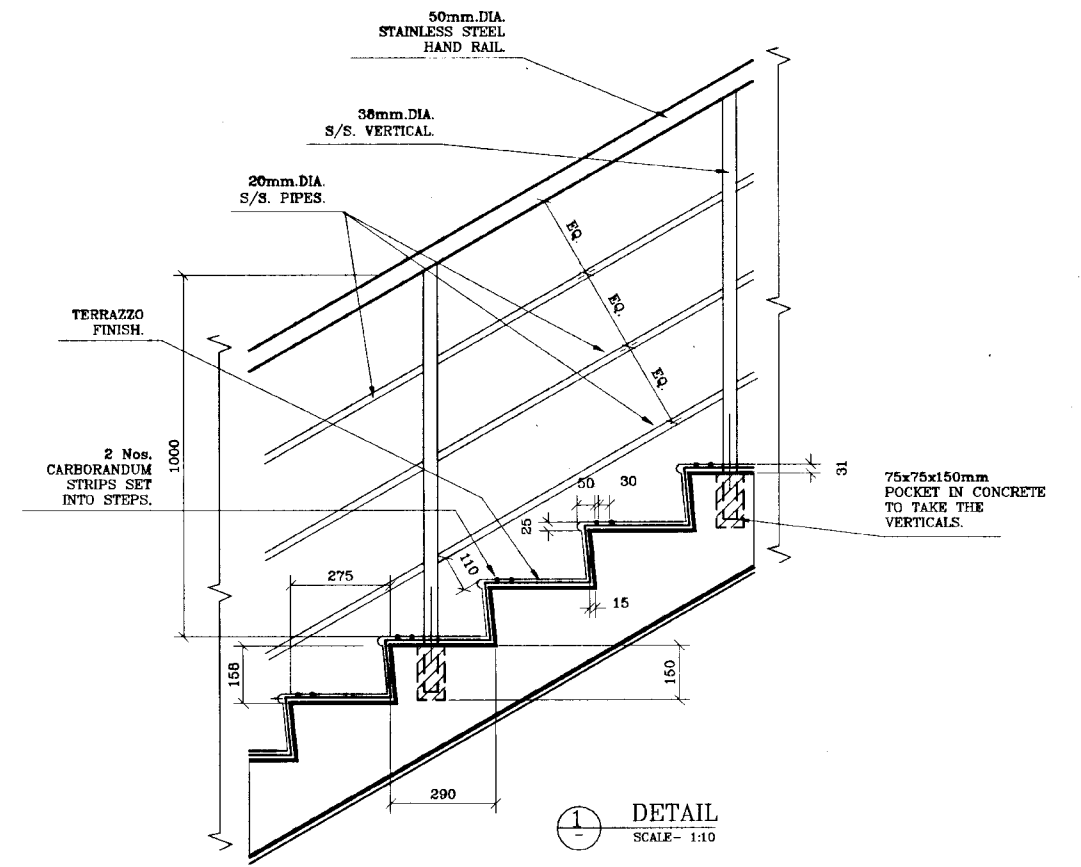 50mm.DIA.
STAINLESS STEEL
HAND RAIL.
38mm.DIA.
S/S. VERTICAL.
20mm.DIA.
S/S. PIPES.
EQ.
EQ.
EQ.
TERRAZZO
FINISH.
1000
2 Nos.
CARBORANDUM
STRIPS SET
INTO STEPS.
50
30
25
31
75x75x150mm
POCKET IN CONCRETE
TO TAKE THE
VERTICALS.
110
275
15
158
150
290
1
-
DETAIL
SCALE- 1:10